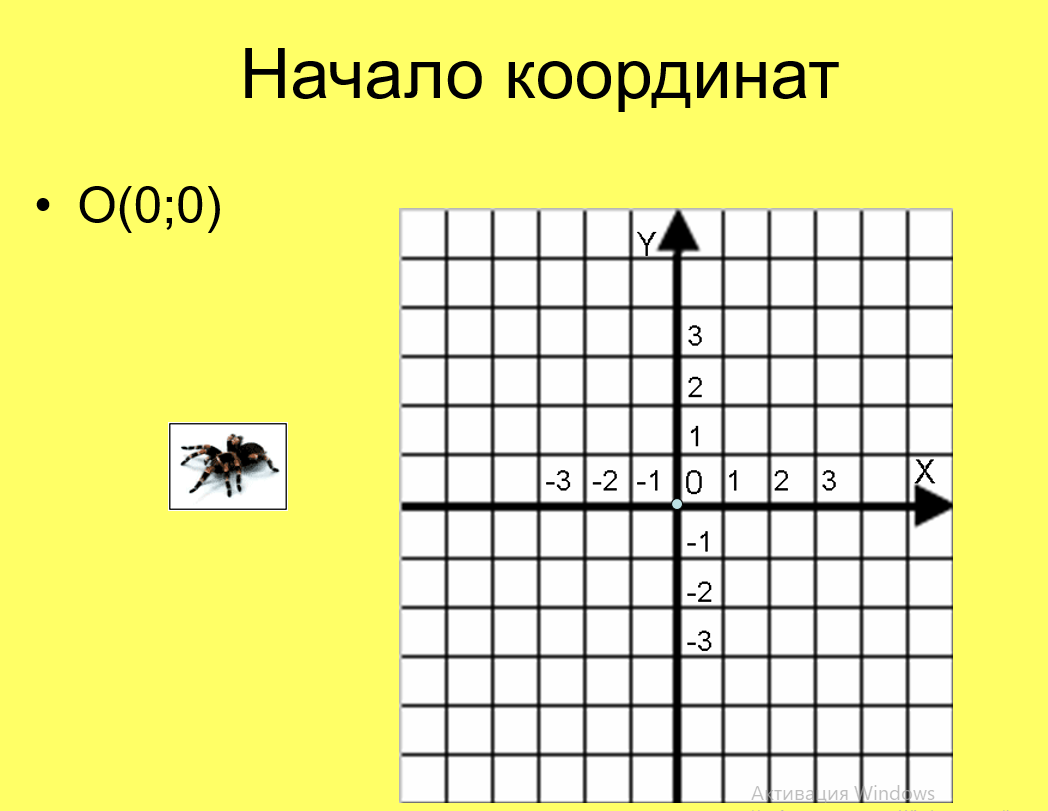 Начало координат
• О(0;0)
Y
3
2
1
-3 -2 -1 0 1 2 3 X
-1
-2
-3
Активация Windows